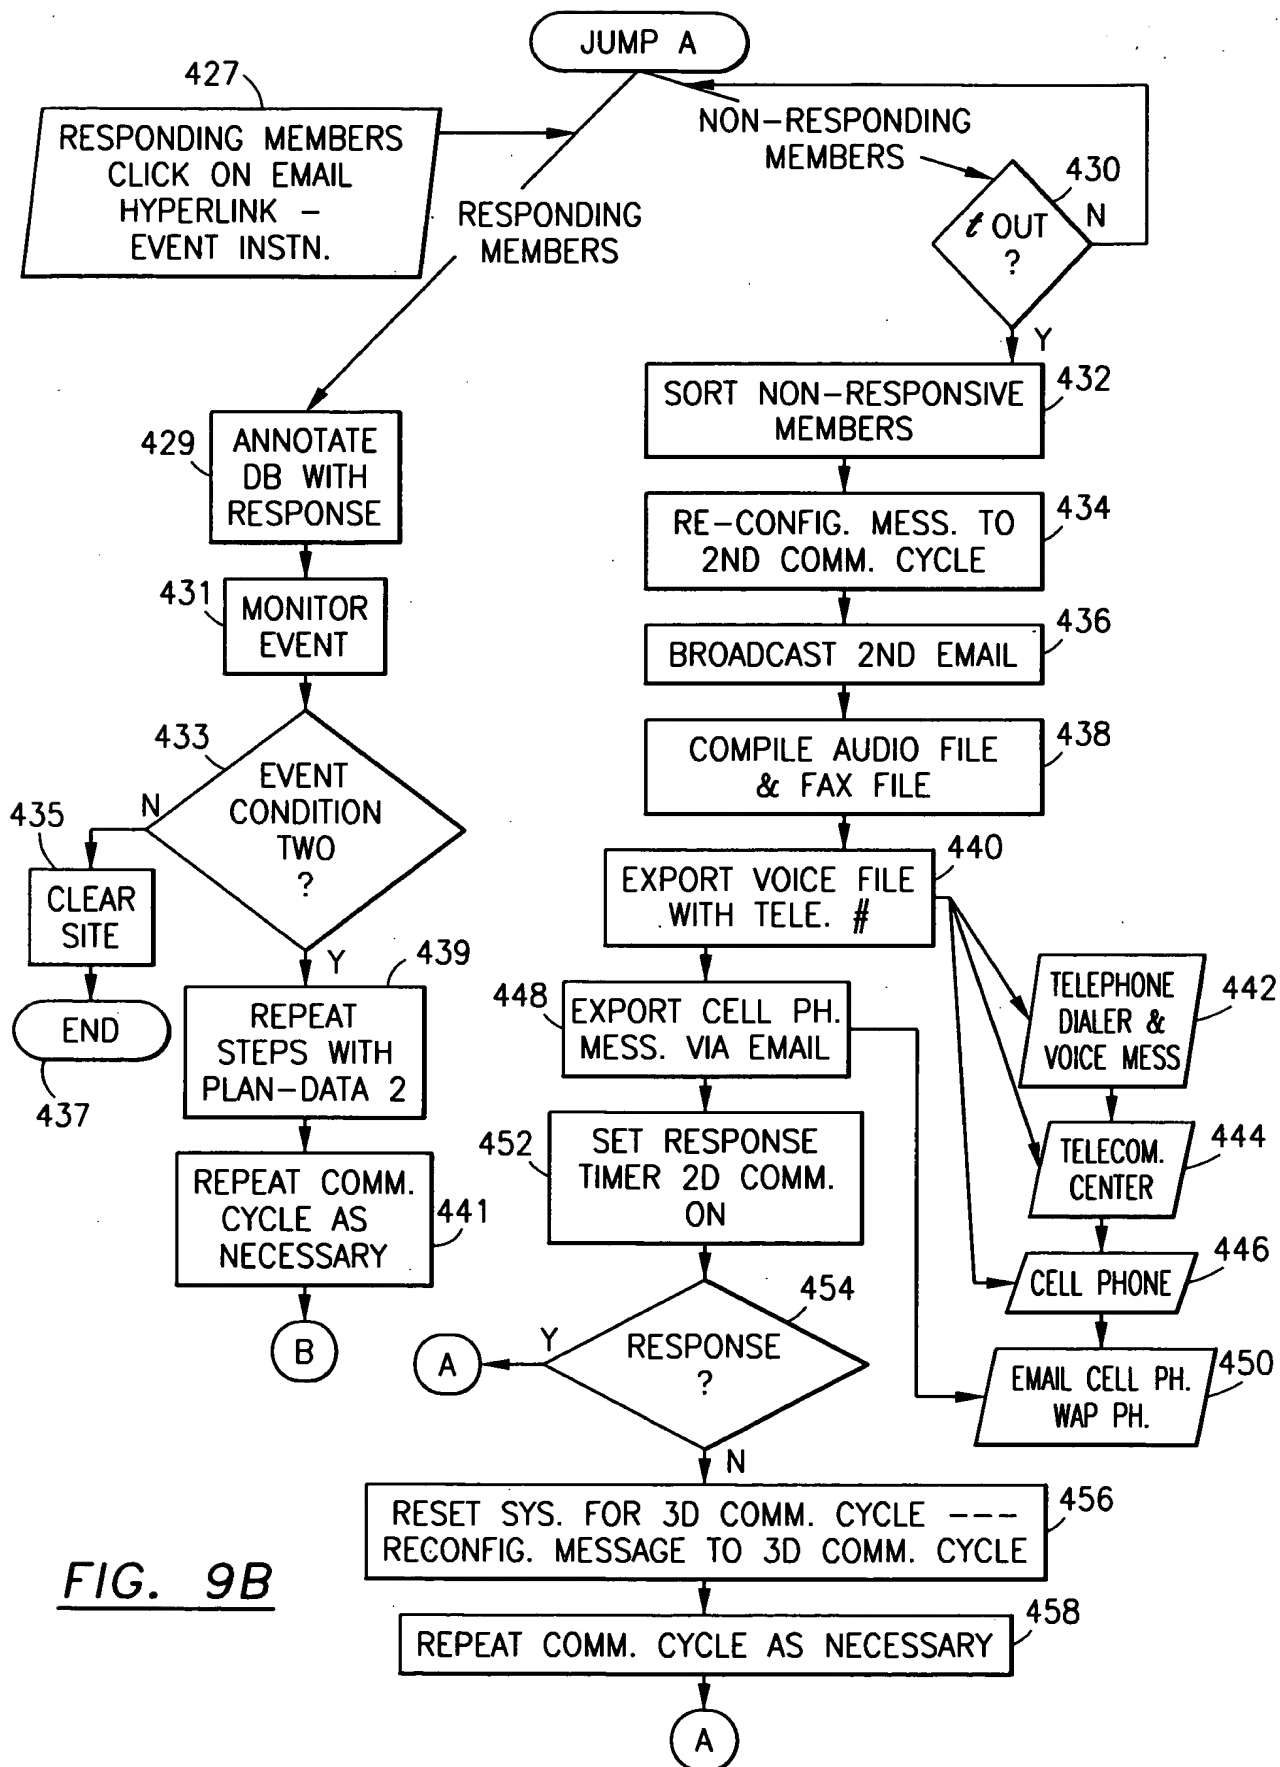 JUMP A
427
RESPONDING MEMBERS
CLICK ON EMAIL
HYPERLINK –
EVENT INSTN.
NON–RESPONDING
MEMBERS
RESPONDING
MEMBERS
430
t OUT
?
N
Y
SORT NON–RESPONSIVE
MEMBERS
432
429
ANNOTATE
DB WITH
RESPONSE
RE–CONFIG. MESS. TO
2ND COMM. CYCLE
434
431
MONITOR
EVENT
BROADCAST 2ND EMAIL
436
433
EVENT
CONDITION
TWO
?
N
Y
COMPILE AUDIO FILE
& FAX FILE
438
435
CLEAR
SITE
END
437
EXPORT VOICE FILE
WITH TELE. #
440
439
REPEAT
STEPS WITH
PLAN–DATA 2
448
EXPORT CELL PH.
MESS. VIA EMAIL
TELEPHONE
DIALER &
VOICE MESS
442
REPEAT COMM.
CYCLE AS
NECESSARY
441
B
452
SET RESPONSE
TIMER 2D COMM.
ON
TELECOM.
CENTER
444
CELL PHONE
446
454
RESPONSE
?
Y
A
N
EMAIL CELL PH.
WAP PH.
450
RESET SYS. FOR 3D COMM. CYCLE –––
RECONFIG. MESSAGE TO 3D COMM. CYCLE
456
REPEAT COMM. CYCLE AS NECESSARY
458
A
FIG. 9B